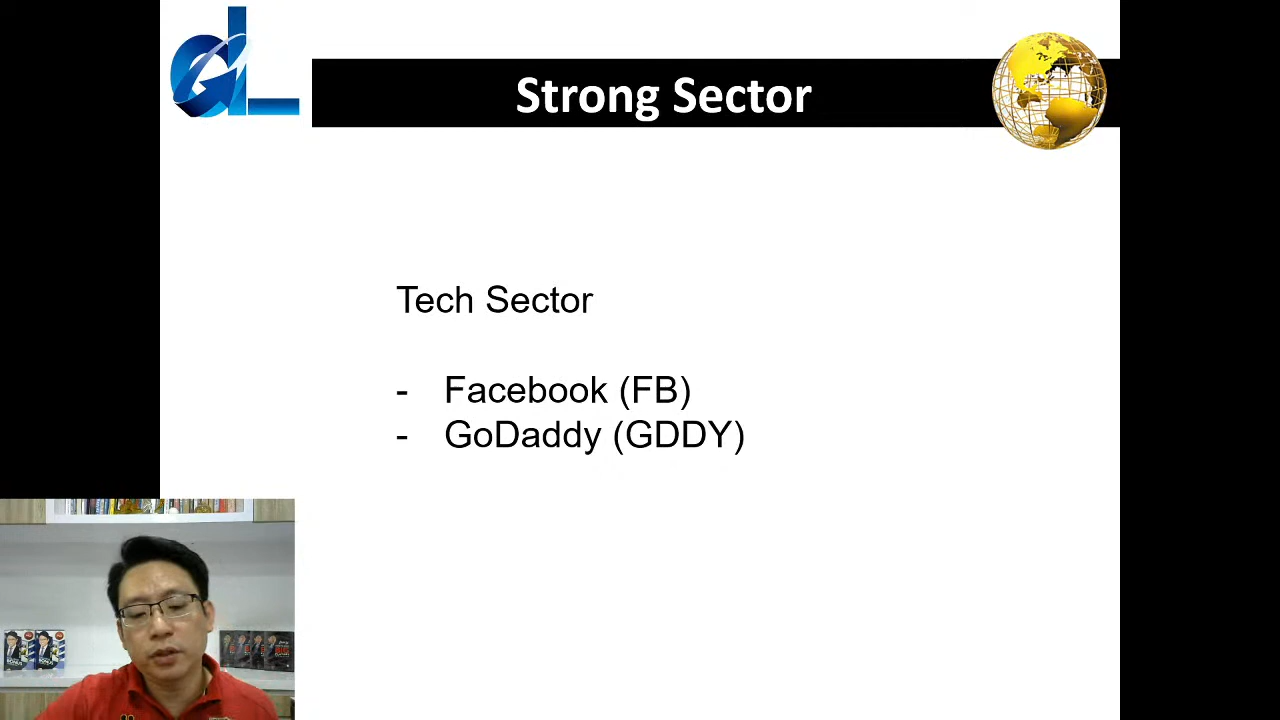 Strong Sector
Tech Sector
- Facebook (FB)
- GoDaddy (GDDY)